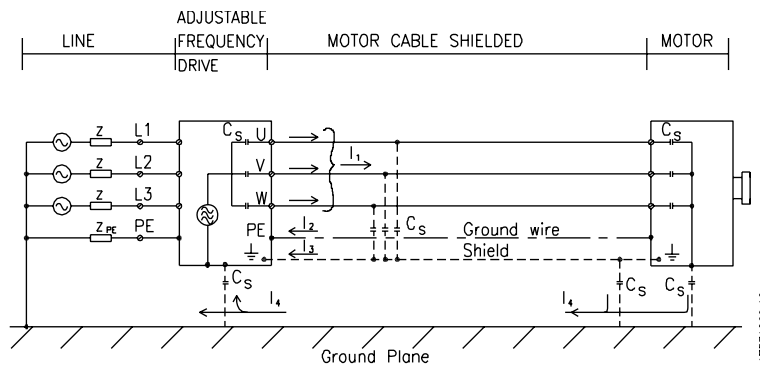 ADJUSTABLE
LINE FREQUENCY MOTOR CABLE SHIELDED MOTOR
DRIVE
Z L1 CS U CS
Z L2 V I1
Z L3 W
ZPE PE PE I2 CS Ground wire
I3 Shield
CS CS CS
I4 I4
Ground Plane